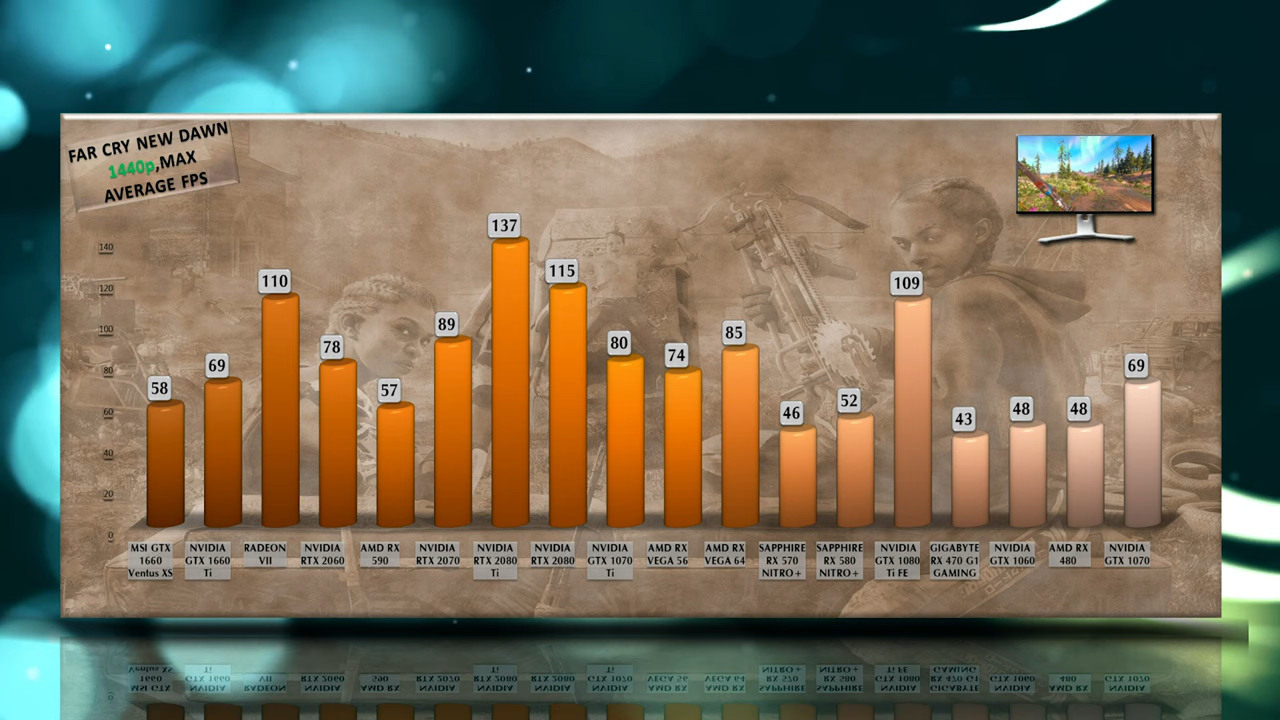 FAR CRY NEW DAWN
1440p,MAX
AVERAGE FPS
140
120
100
80
60
40
20
0
58
69
110
78
57
89
137
115
80
74
85
46
52
109
43
48
48
69
MSI GTX
1660
Ventus XS
NVIDIA
GTX 1660
Ti
RADEON
VII
NVIDIA
RTX 2060
AMD RX
590
NVIDIA
RTX 2070
NVIDIA
RTX 2080
Ti
NVIDIA
RTX 2080
NVIDIA
GTX 1070
Ti
AMD RX
VEGA 56
AMD RX
VEGA 64
SAPPHIRE
RX 570
NITRO+
SAPPHIRE
RX 580
NITRO+
NVIDIA
GTX 1080
Ti FE
GIGABYTE
RX 470 G1
GAMING
NVIDIA
GTX 1060
AMD RX
480
NVIDIA
GTX 1070